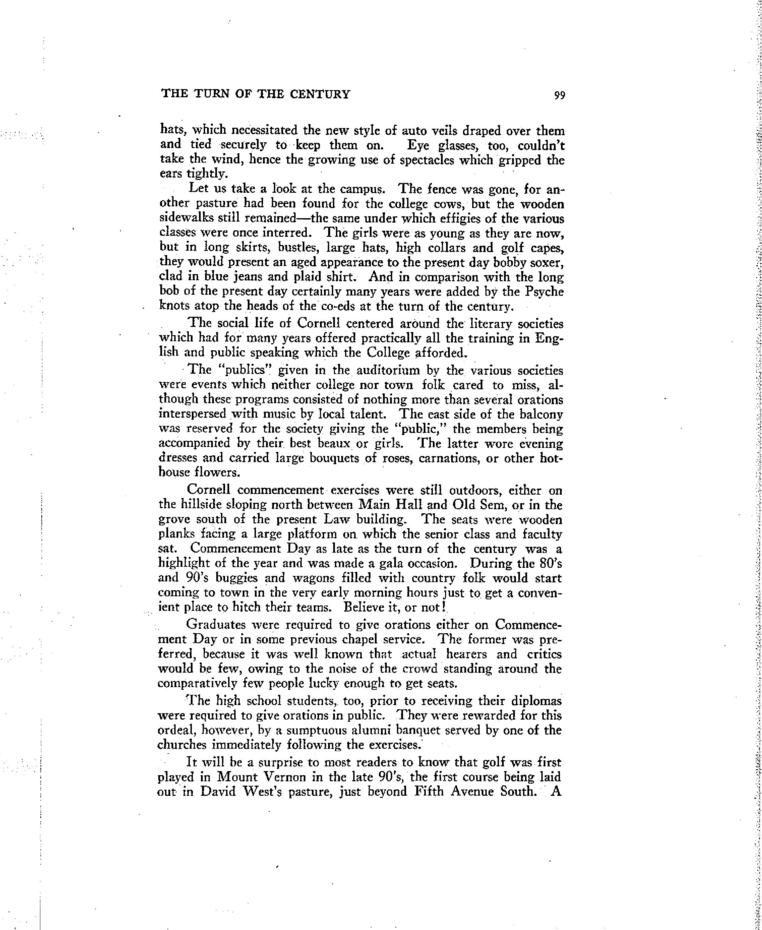 THE TURN OF THE CENTURY 99
hats, which necessitated the new style of auto veils draped over them
and tied securely to keep them on. Eye glasses, too, couldn't
take the wind, hence the growing use of spectacles which gripped the
ears tightly.
Let us take a look at the campus. The fence was gone, for an-
other pasture had been found for the college cows, but the wooden
sidewalks still remained—the same under which effigies of the various
classes were once interred. The girls were as young as they are now,
but in long skirts, bustles, large hats, high collars and golf capes,
they would present an aged appearance to the present day bobby soxer,
clad in blue jeans and plaid shirt. And in comparison with the long
bob of the present day certainly many years were added by the Psyche
knots atop the heads of the co-eds at the turn of the century.
The social life of Cornell centered around the literary societies
which had for many years offered practically all the training in Eng-
lish and public speaking which the College afforded.
The "publics" given in the auditorium by the various societies
were events which neither college nor town folk cared to miss, al-
though these programs consisted of nothing more than several orations
interspersed with music by local talent. The east side of the balcony
was reserved for the society giving the "public," the members being
accompanied by their best beaux or girls. The latter wore evening
dresses and carried large bouquets of roses, carnations, or other hot-
house flowers.
Cornell commencement exercises were still outdoors, either on
the hillside sloping north between Main Hall and Old Sem, or in the
grove south of the present Law building. The seats were wooden
planks facing a large platform on which the senior class and faculty
sat. Commencement Day as late as the turn of the century was a
highlight of the year and was made a gala occasion. During the 80's
and 90's buggies and wagons filled with country folk would start
coming to town in the very early morning hours just to get a conven-
ient place to hitch their teams. Believe it, or not!
Graduates were required to give orations either on Commence-
ment Day or in some previous chapel service. The former was pre-
ferred, because it was well known that actual hearers and critics
would be few, owing to the noise of the crowd standing around the
comparatively few people lucky enough to get seats.
The high school students, too, prior to receiving their diplomas
were required to give orations in public. They were rewarded for this
ordeal, however, by a sumptuous alumni banquet served by one of the
churches immediately following the exercises.
It will be a surprise to most readers to know that golf was first
played in Mount Vernon in the late 90's, the first course being laid
out in David West's pasture, just beyond Fifth Avenue South. A